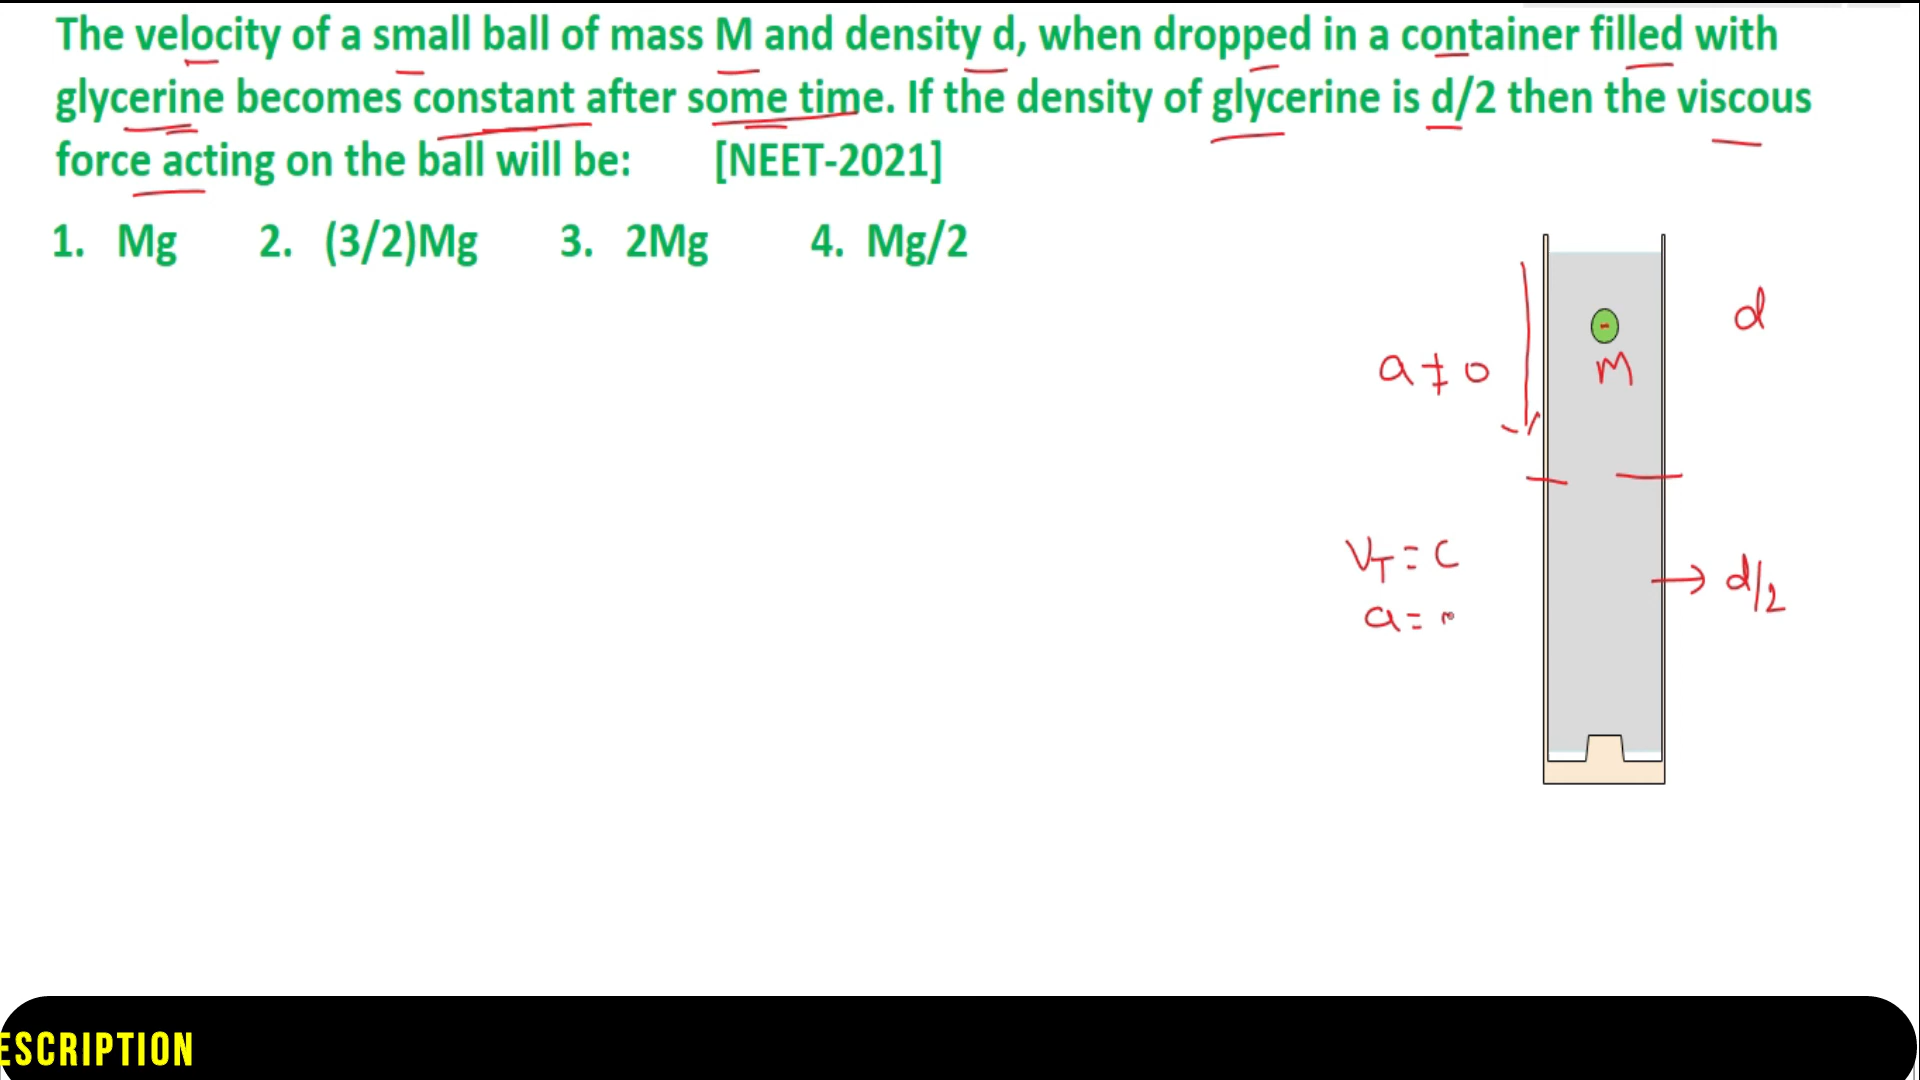 The velocity of a small ball of mass M and density d, when dropped in a container filled with
glycerine becomes constant after some time. If the density of glycerine is d/2 then the viscous
force acting on the ball will be: [NEET-2021]
1. Mg 2. (3/2)Mg 3. 2Mg 4. Mg/2
d
a ≠ 0
M
V_T = C
d/2
a =
ESCRIPTION